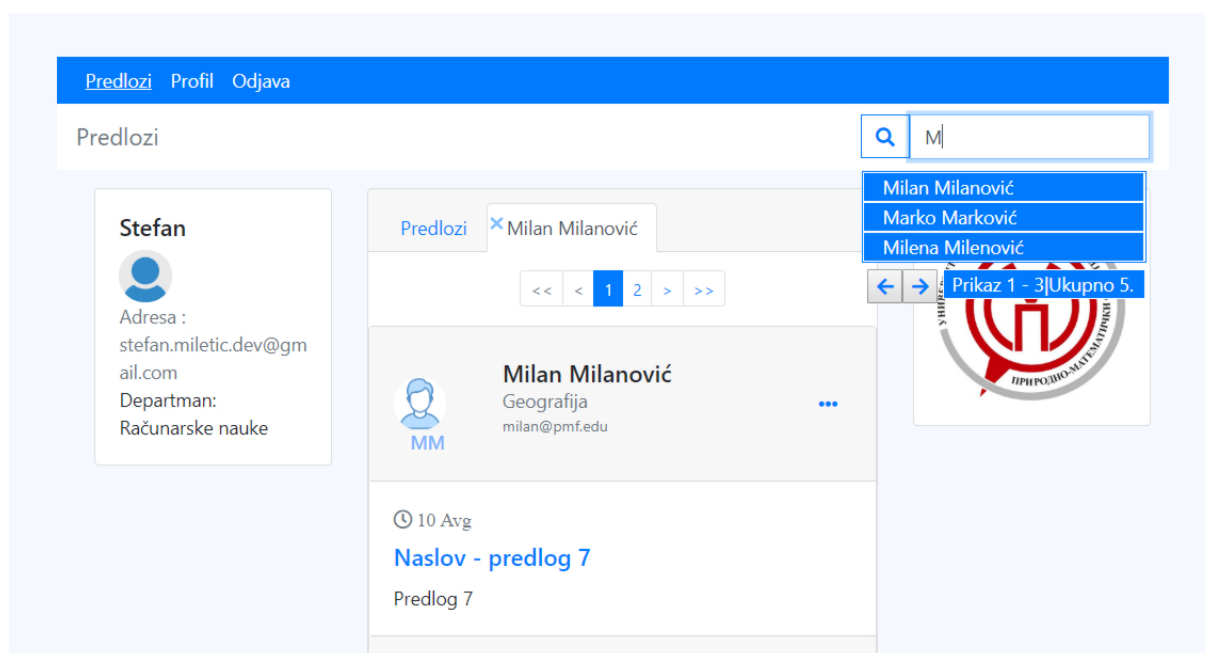 Predlozi Profil Odjava
Predlozi
M
Milan Milanović
Marko Marković
Milena Milenović
Prikaz 1 - 3|Ukupno 5.
Stefan
Adresa :
stefan.miletic.dev@gm
ail.com
Departman:
Računarske nauke
Predlozi Milan Milanović
<< < 1 2 > >>
Milan Milanović
Geografija
milan@pmf.edu
MM
10 Avg
Naslov - predlog 7
Predlog 7
ПРИРОДНО-МАТЕМАТИЧКИ